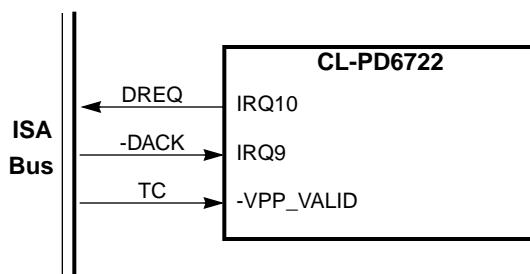 CL-PD6722
DREQ
IRQ10
ISA
Bus
-DACK
IRQ9
TC
-VPP_VALID